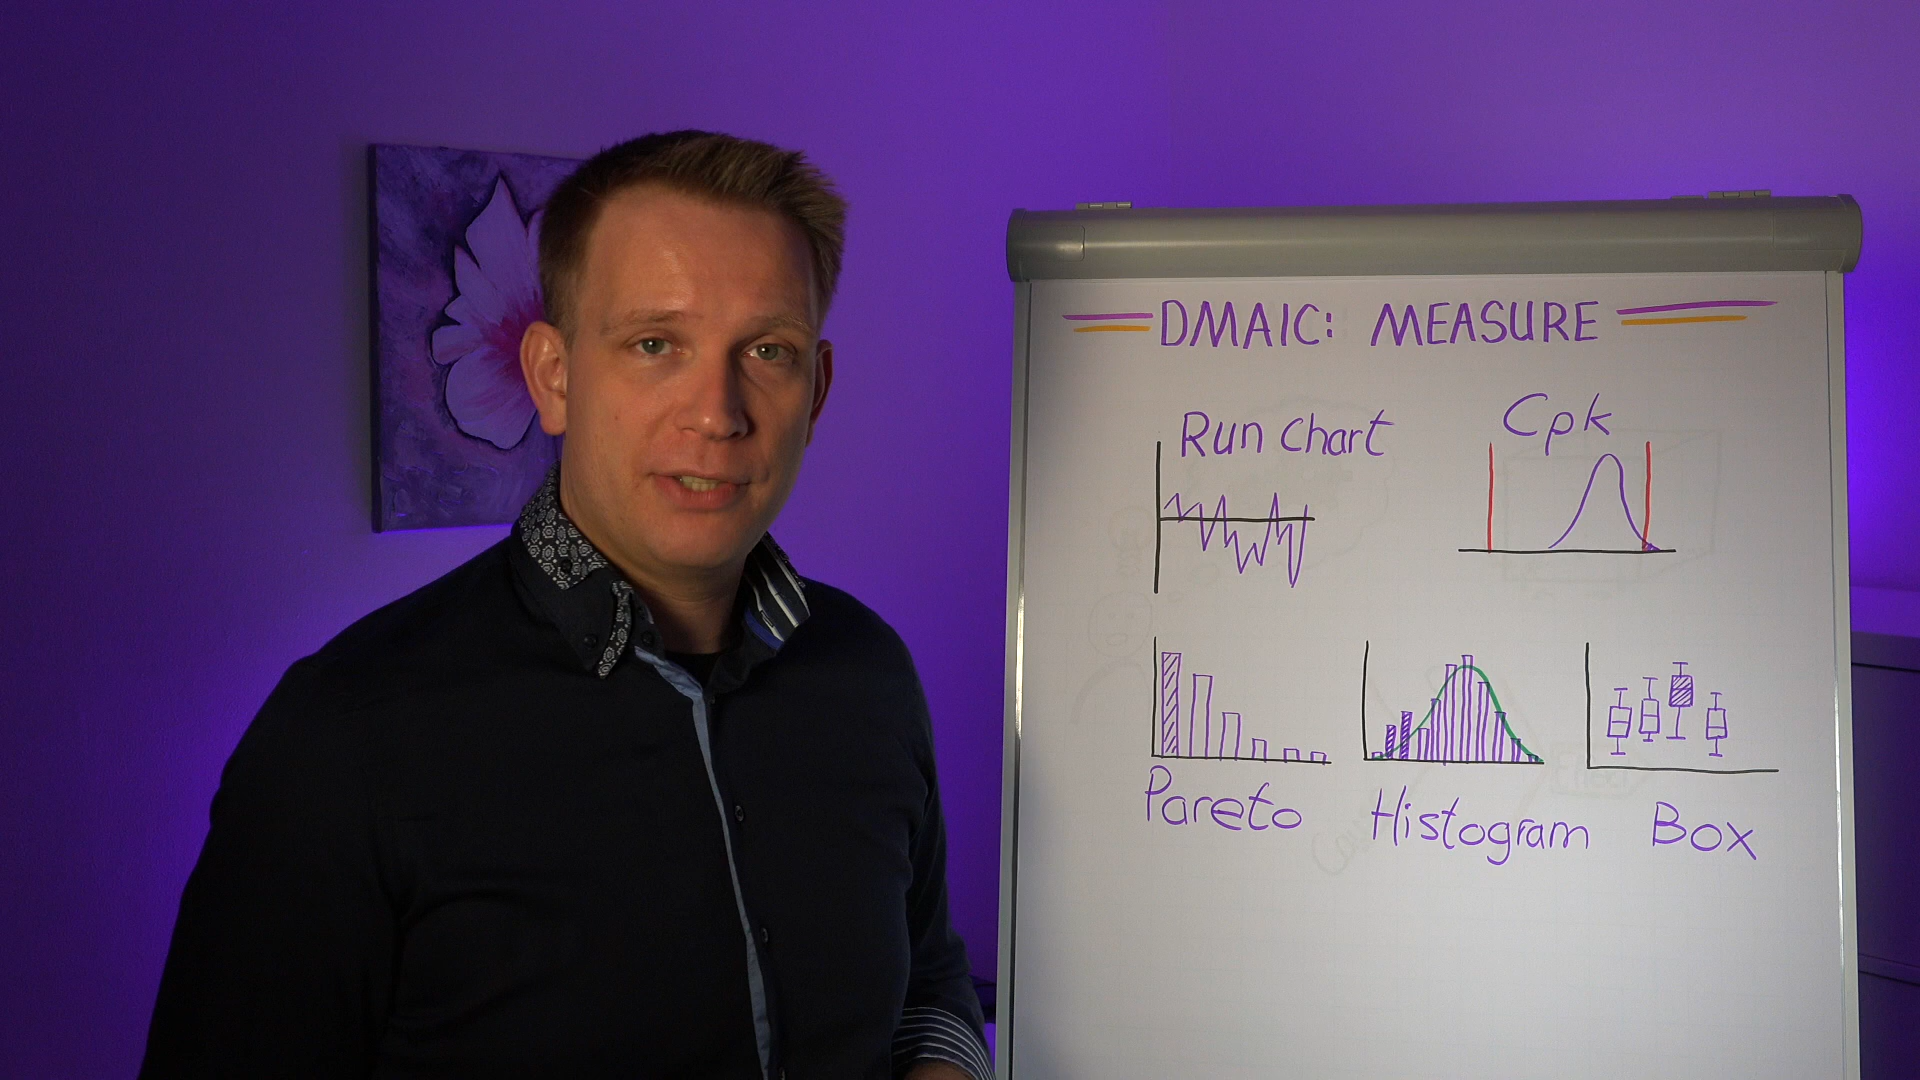 DMAIC: MEASURE
Run Chart
Cpk
Pareto
Histogram
Box